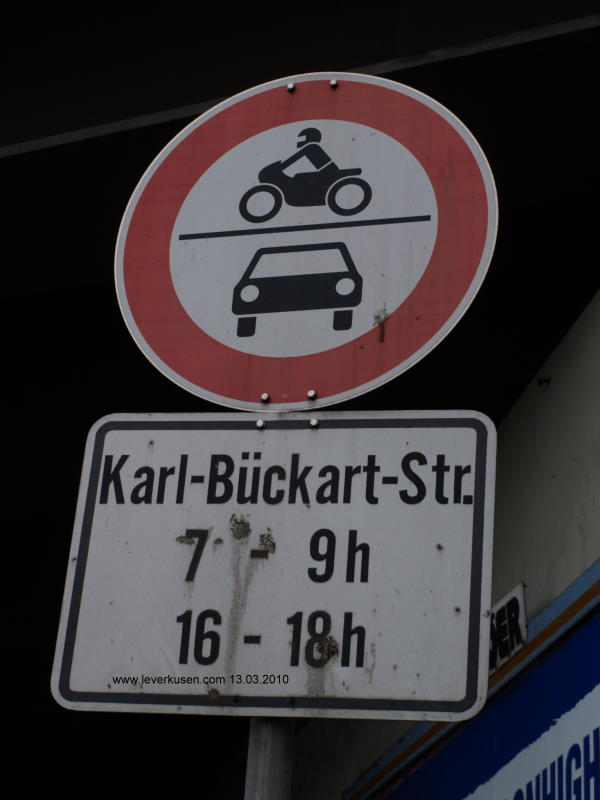 Karl-Bückart-Str.
7 - 9h
16 - 18h
www.leverkusen.com 13.03.2010